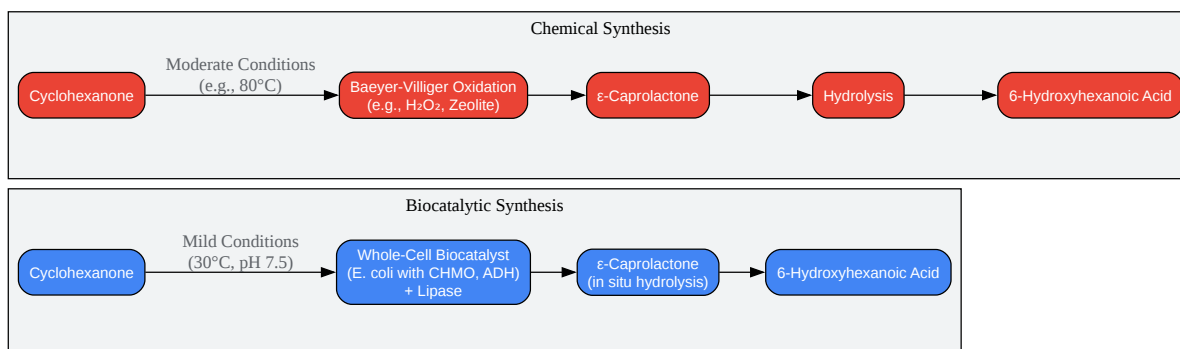 Chemical Synthesis
Cyclohexanone
Moderate Conditions
(e.g., 80°C)
Baeyer-Villiger Oxidation
(e.g., H₂O₂, Zeolite)
ε-Caprolactone
Hydrolysis
6-Hydroxyhexanoic Acid
Biocatalytic Synthesis
Cyclohexanone
Mild Conditions
(30°C, pH 7.5)
Whole-Cell Biocatalyst
(E. coli with CHMO, ADH)
+ Lipase
ε-Caprolactone
(in situ hydrolysis)
6-Hydroxyhexanoic Acid